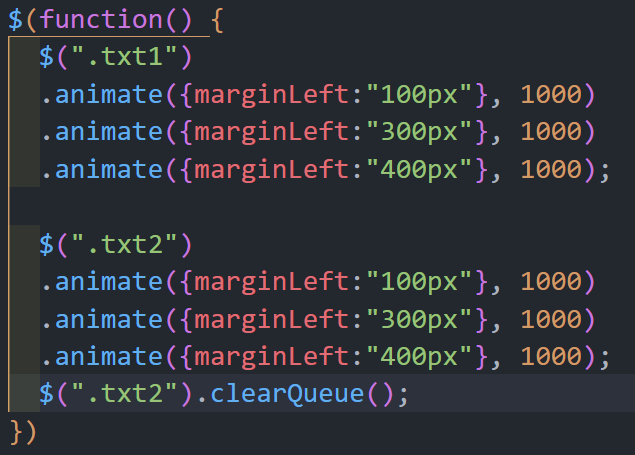 $(function() {
  $(".txt1")
  .animate({marginLeft:"100px"}, 1000)
  .animate({marginLeft:"300px"}, 1000)
  .animate({marginLeft:"400px"}, 1000);

  $(".txt2")
  .animate({marginLeft:"100px"}, 1000)
  .animate({marginLeft:"300px"}, 1000)
  .animate({marginLeft:"400px"}, 1000);
  $(".txt2").clearQueue();
})